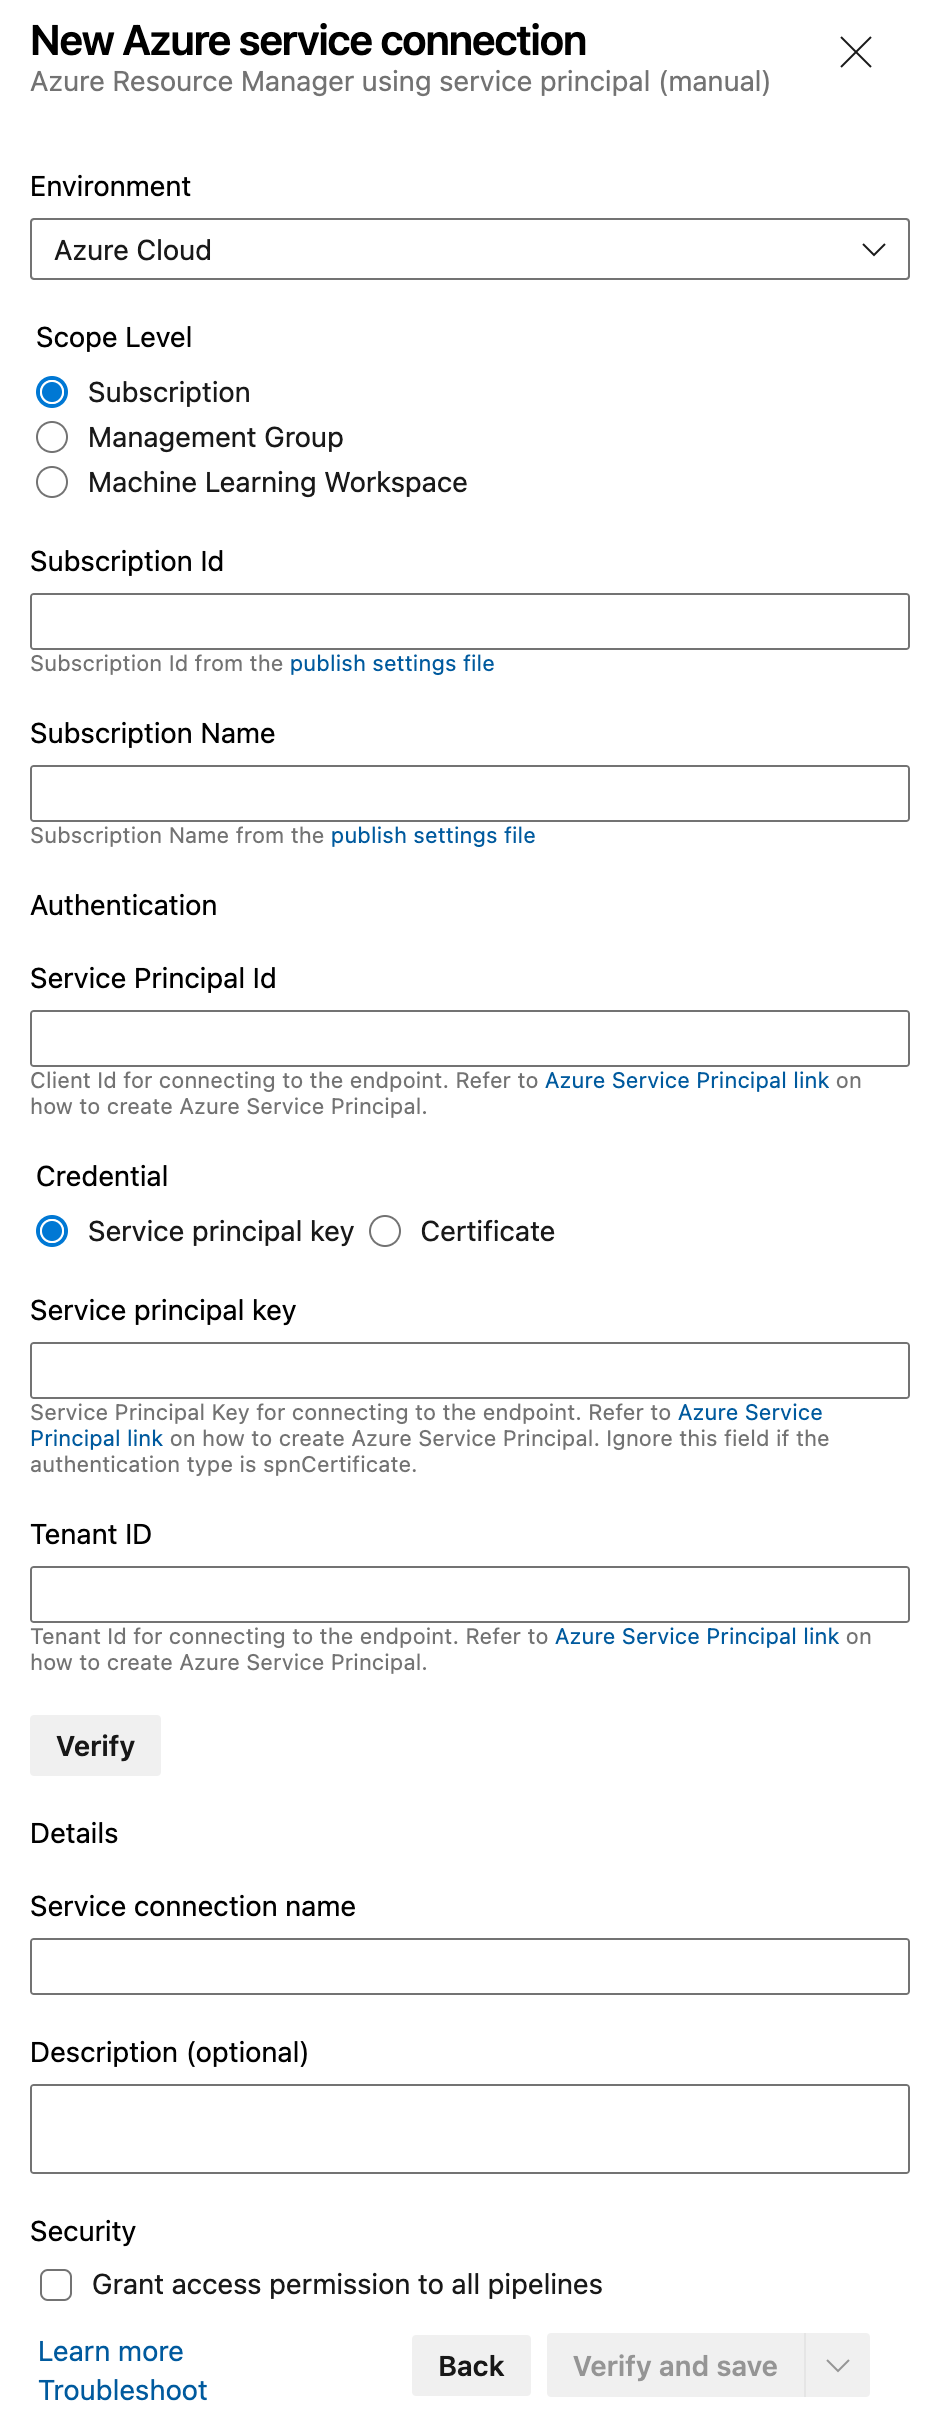 New Azure service connection
Azure Resource Manager using service principal (manual)
Environment
Azure Cloud
Scope Level
Subscription
Management Group
Machine Learning Workspace
Subscription Id
Subscription Id from the publish settings file
Subscription Name
Subscription Name from the publish settings file
Authentication
Service Principal Id
Client Id for connecting to the endpoint. Refer to Azure Service Principal link on
how to create Azure Service Principal.
Credential
Service principal key Certificate
Service principal key
Service Principal Key for connecting to the endpoint. Refer to Azure Service
Principal link on how to create Azure Service Principal. Ignore this field if the
authentication type is spnCertificate.
Tenant ID
Tenant Id for connecting to the endpoint. Refer to Azure Service Principal link on
how to create Azure Service Principal.
Verify
Details
Service connection name
Description (optional)
Security
Grant access permission to all pipelines
Learn more
Troubleshoot
Back Verify and save